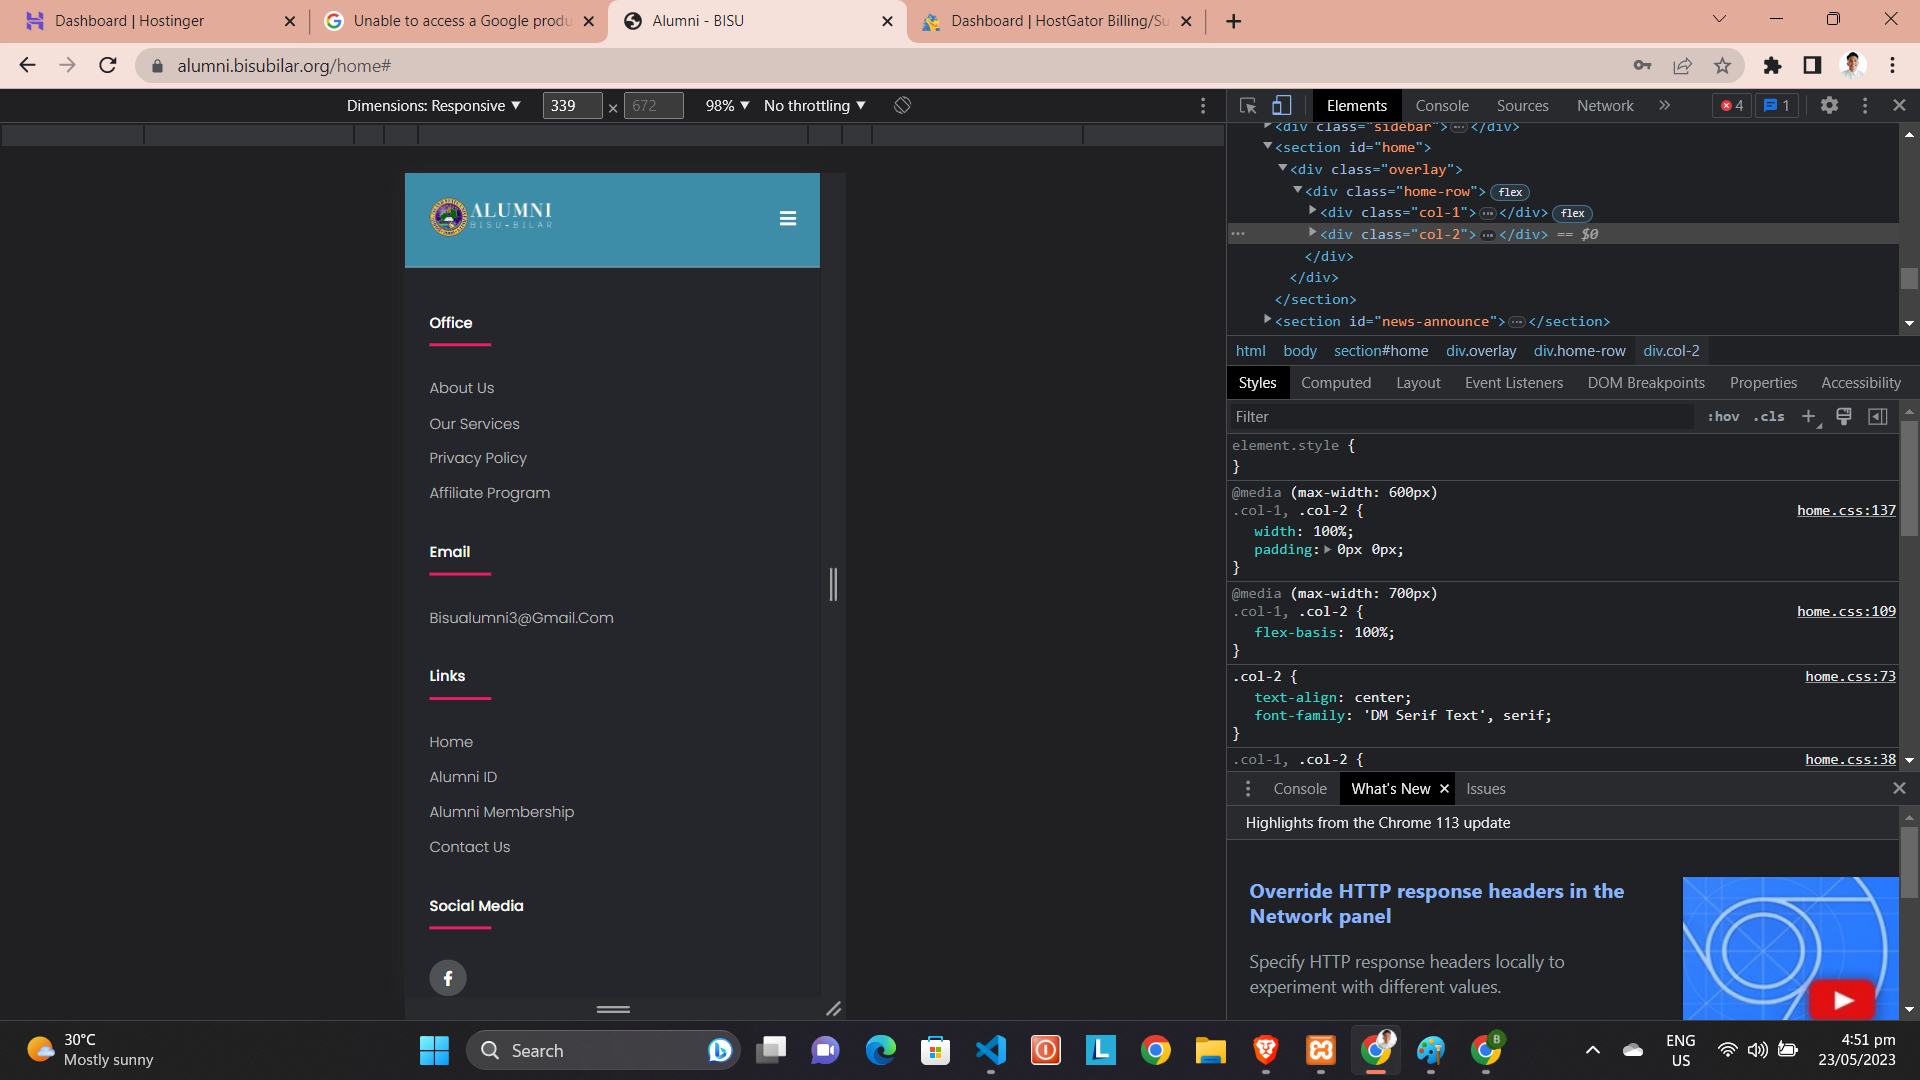 Dashboard | Hostinger
Unable to access a Google produ
Alumni - BISU
Dashboard | HostGator Billing/Su
alumni.bisubilar.org/home#
Dimensions: Responsive ▼ 339 × 672 98% ▼ No throttling ▼
Elements Console Sources Network » 4 1
<div class="sidebar"> ⋯ </div>
▼<section id="home">
▼<div class="overlay">
▼<div class="home-row"> flex
▶<div class="col-1"> ⋯ </div> flex
⋯ ▶<div class="col-2"> ⋯ </div> == $0
</div>
</div>
</section>
▶<section id="news-announce"> ⋯ </section>
html body section#home div.overlay div.home-row div.col-2
Styles Computed Layout Event Listeners DOM Breakpoints Properties Accessibility
Filter :hov .cls +
element.style {
}
@media (max-width: 600px)
.col-1, .col-2 { home.css:137
width: 100%;
padding: ▶ 0px 0px;
}
@media (max-width: 700px)
.col-1, .col-2 { home.css:109
flex-basis: 100%;
}
.col-2 { home.css:73
text-align: center;
font-family: 'DM Serif Text', serif;
}
.col-1, .col-2 { home.css:38
Console What's New Issues
Highlights from the Chrome 113 update
Override HTTP response headers in the
Network panel
Specify HTTP response headers locally to
experiment with different values.
ALUMNI
BISU-BILAR
Office
About Us
Our Services
Privacy Policy
Affiliate Program
Email
Bisualumni3@Gmail.Com
Links
Home
Alumni ID
Alumni Membership
Contact Us
Social Media
30°C
Mostly sunny
Search
ENG
US
4:51 pm
23/05/2023